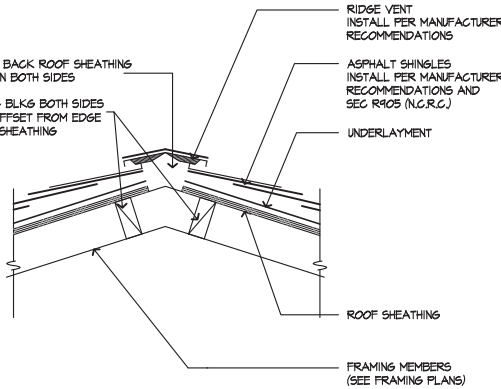 RIDGE VENT
INSTALL PER MANUFACTURER
RECOMMENDATIONS
BACK ROOF SHEATHING
BOTH SIDES
ASPHALT SHINGLES
INSTALL PER MANUFACTURER
RECOMMENDATIONS AND
SEC R905 (N.C.R.C.)
BLKG BOTH SIDES
OFFSET FROM EDGE
SHEATHING
UNDERLAYMENT
ROOF SHEATHING
FRAMING MEMBERS
(SEE FRAMING PLANS)